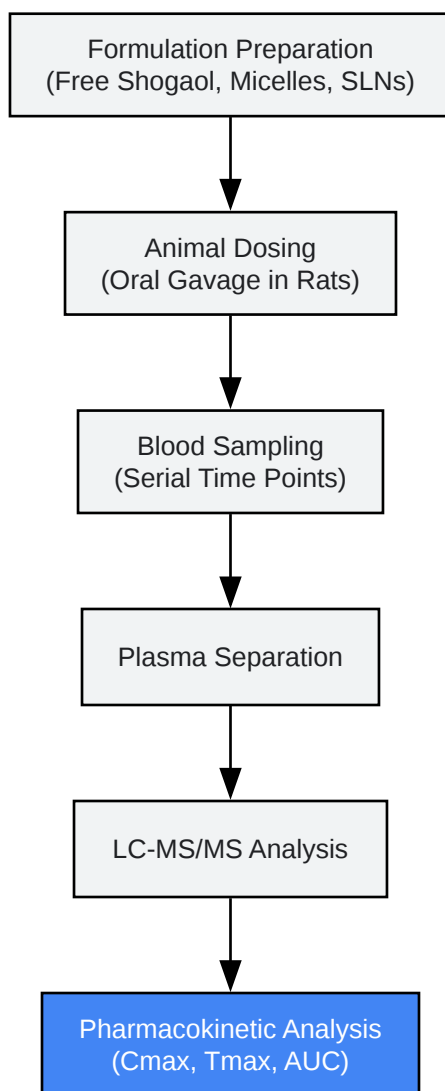 Formulation Preparation
(Free Shogaol, Micelles, SLNs)
Animal Dosing
(Oral Gavage in Rats)
Blood Sampling
(Serial Time Points)
Plasma Separation
LC-MS/MS Analysis
Pharmacokinetic Analysis
(Cmax, Tmax, AUC)